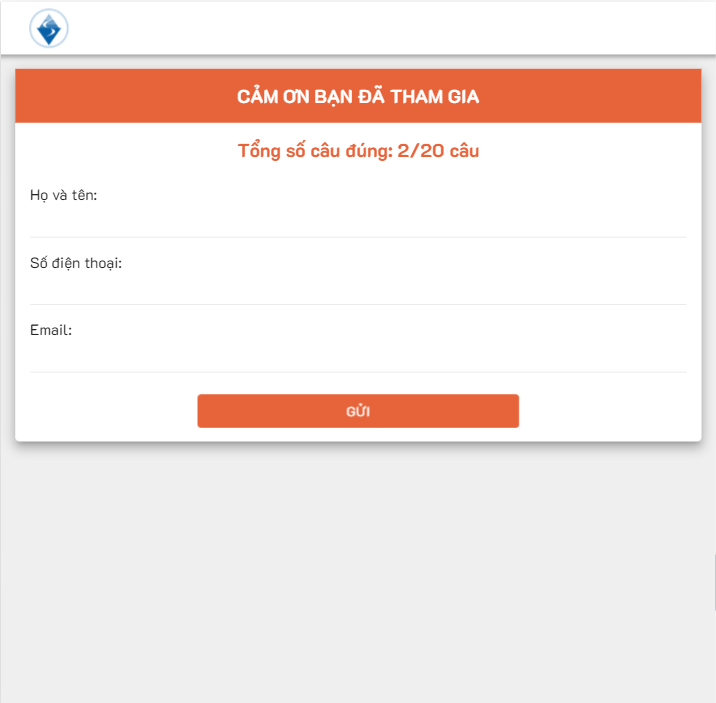 CẢM ƠN BẠN ĐÃ THAM GIA
Tổng số câu đúng: 2/20 câu
Họ và tên:
Số điện thoại:
Email:
GỬI